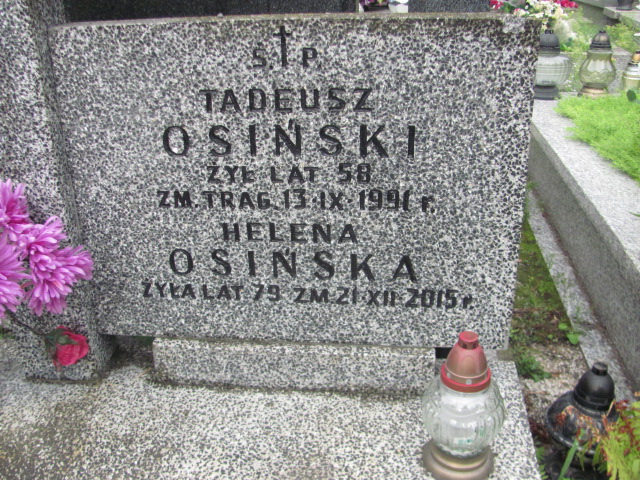 Ś. P.
TADEUSZ
OSIŃSKI
ŻYŁ LAT 58
ZM. TRAG. 13.IX.1991 r.
HELENA
OSIŃSKA
ŻYŁA LAT 79 ZM. 21.XII.2015 r.